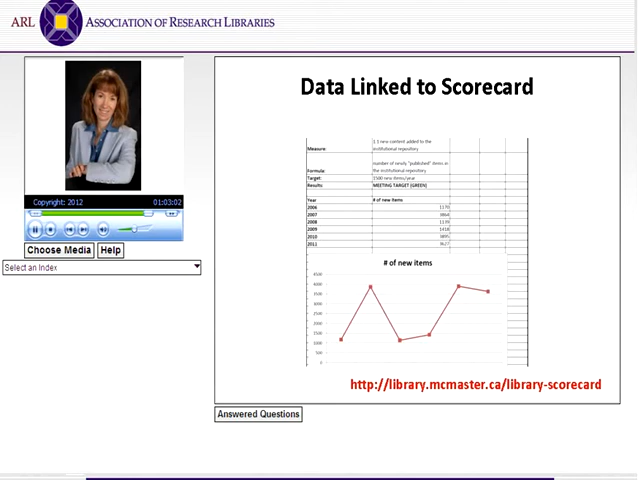 ARL ASSOCIATION OF RESEARCH LIBRARIES
Data Linked to Scorecard
Measure: 1.1 new content added to the institutional repository
Formula: number of newly "published" items in the institutional repository
Target: 1500 new items/year
Results: MEETING TARGET (GREEN)
Year # of new items
2006 1170
2007 3864
2008 1139
2009 1418
2010 3895
2011 3627
# of new items
4500
4000
3500
3000
2500
2000
1500
1000
500
0
http://library.mcmaster.ca/library-scorecard
Copyright: 2012 01:03:02
Choose Media Help
Select an Index
Answered Questions